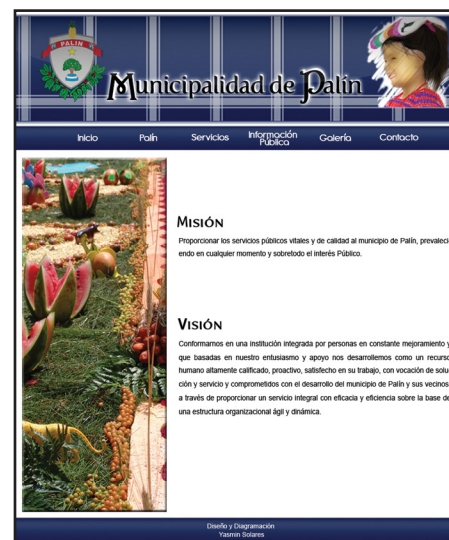 PALIN
Municipalidad de Palín
Inicio Palín Servicios Información Pública Galería Contacto
MISIÓN
Proporcionar los servicios públicos vitales y de calidad al municipio de Palín, prevaleci
endo en cualquier momento y sobretodo el interés Público.
VISIÓN
Conformamos en una institución integrada por personas en constante mejoramiento y
que basadas en nuestro entusiasmo y apoyo nos desarrollemos como un recurso
humano altamente calificado, proactivo, satisfecho en su trabajo, con vocación de solu
ción y servicio y comprometidos con el desarrollo del municipio de Palín y sus vecinos
a través de proporcionar un servicio integral con eficacia y eficiencia sobre la base de
una estructura organizacional ágil y dinámica.
Diseño y Diagramación
Yasmin Solares